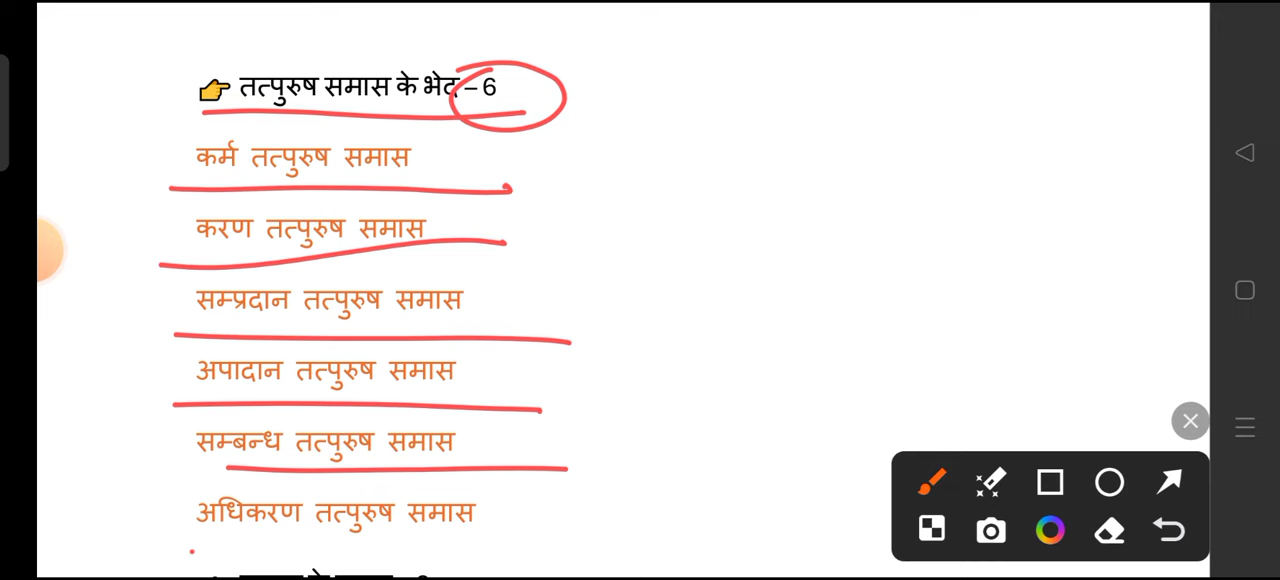 👉 तत्पुरुष समास के भेद – 6
कर्म तत्पुरुष समास
करण तत्पुरुष समास
सम्प्रदान तत्पुरुष समास
अपादान तत्पुरुष समास
सम्बन्ध तत्पुरुष समास
अधिकरण तत्पुरुष समास